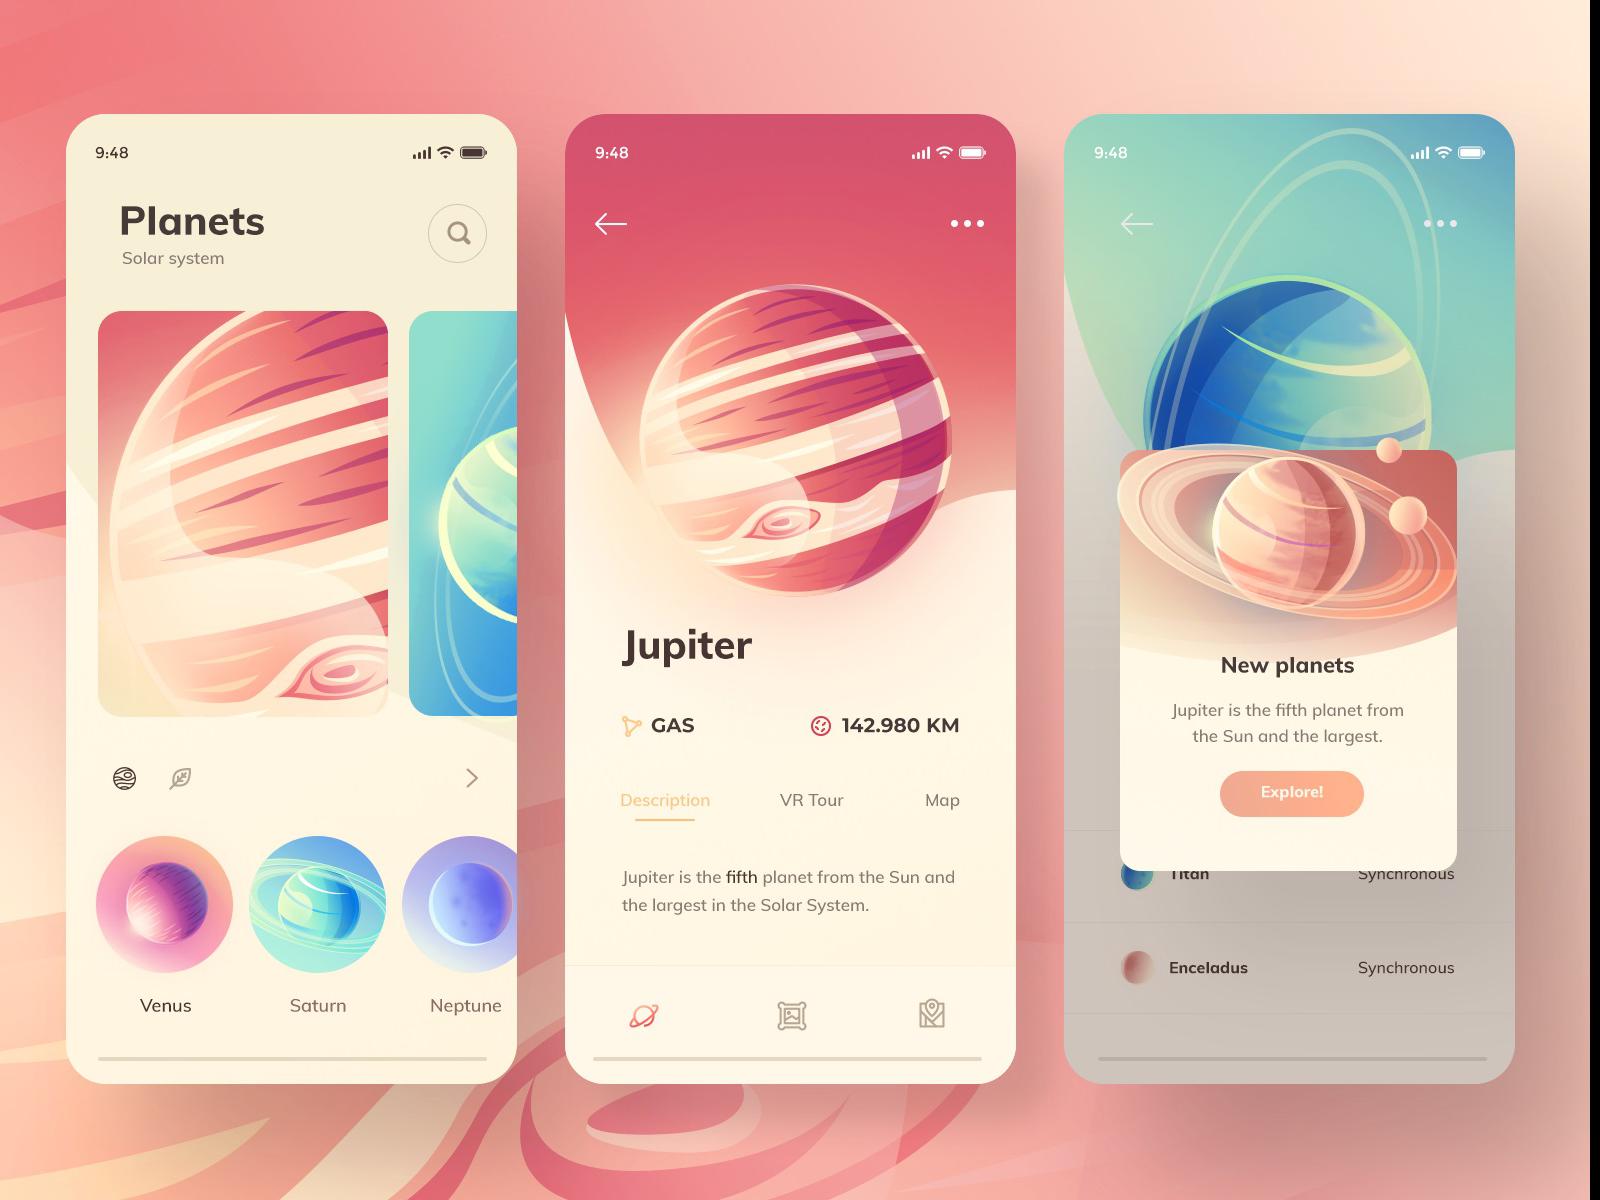 9:48
Planets
Solar system
Venus
Saturn
Neptune
9:48
Jupiter
GAS
142.980 KM
Description
VR Tour
Map
Jupiter is the fifth planet from the Sun and
the largest in the Solar System.
9:48
New planets
Jupiter is the fifth planet from
the Sun and the largest.
Explore!
Titan
Synchronous
Enceladus
Synchronous